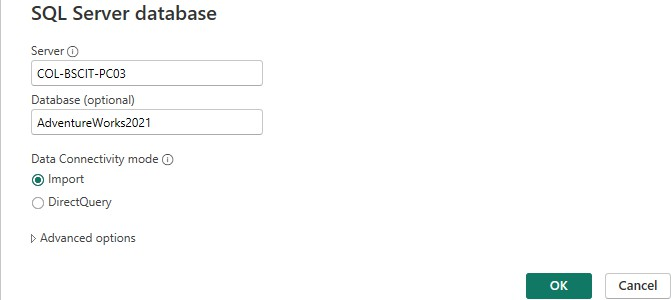 SQL Server database
Server
COL-BSCIT-PC03
Database (optional)
AdventureWorks2021
Data Connectivity mode
Import
DirectQuery
Advanced options
OK
Cancel